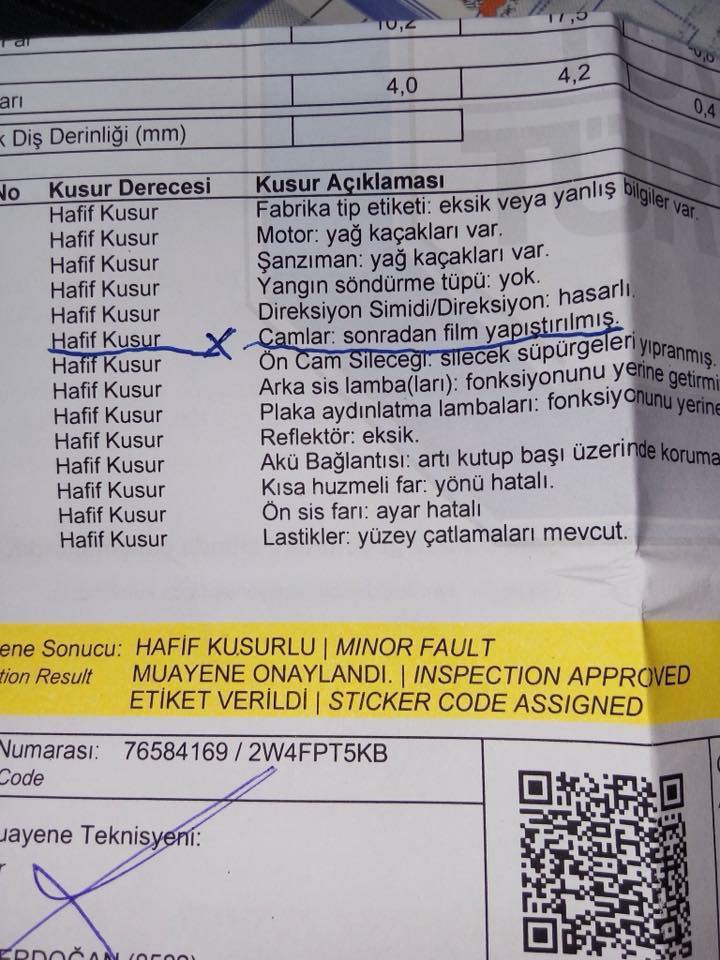 10,2 17,5
arı 4,0 4,2 0,4
k Diş Derinliği (mm)
No Kusur Derecesi Kusur Açıklaması
Hafif Kusur Fabrika tip etiketi: eksik veya yanlış bilgiler var.
Hafif Kusur Motor: yağ kaçakları var.
Hafif Kusur Şanzıman: yağ kaçakları var.
Hafif Kusur Yangın söndürme tüpü: yok.
Hafif Kusur Direksiyon Simidi/Direksiyon: hasarlı.
Hafif Kusur X Camlar: sonradan film yapıştırılmış.
Hafif Kusur Ön Cam Sileceği: silecek süpürgeleri yıpranmış.
Hafif Kusur Arka sis lamba(ları): fonksiyonunu yerine getirmi
Hafif Kusur Plaka aydınlatma lambaları: fonksiyonunu yerine
Hafif Kusur Reflektör: eksik.
Hafif Kusur Akü Bağlantısı: artı kutup başı üzerinde koruma
Hafif Kusur Kısa huzmeli far: yönü hatalı.
Hafif Kusur Ön sis farı: ayar hatalı
Hafif Kusur Lastikler: yüzey çatlamaları mevcut.
ene Sonucu: HAFİF KUSURLU | MINOR FAULT
tion Result MUAYENE ONAYLANDI. | INSPECTION APPROVED
ETİKET VERİLDİ | STICKER CODE ASSIGNED
Numarası: 76584169 / 2W4FPT5KB
Code
uayene Teknisyeni:
ERDOĞAN